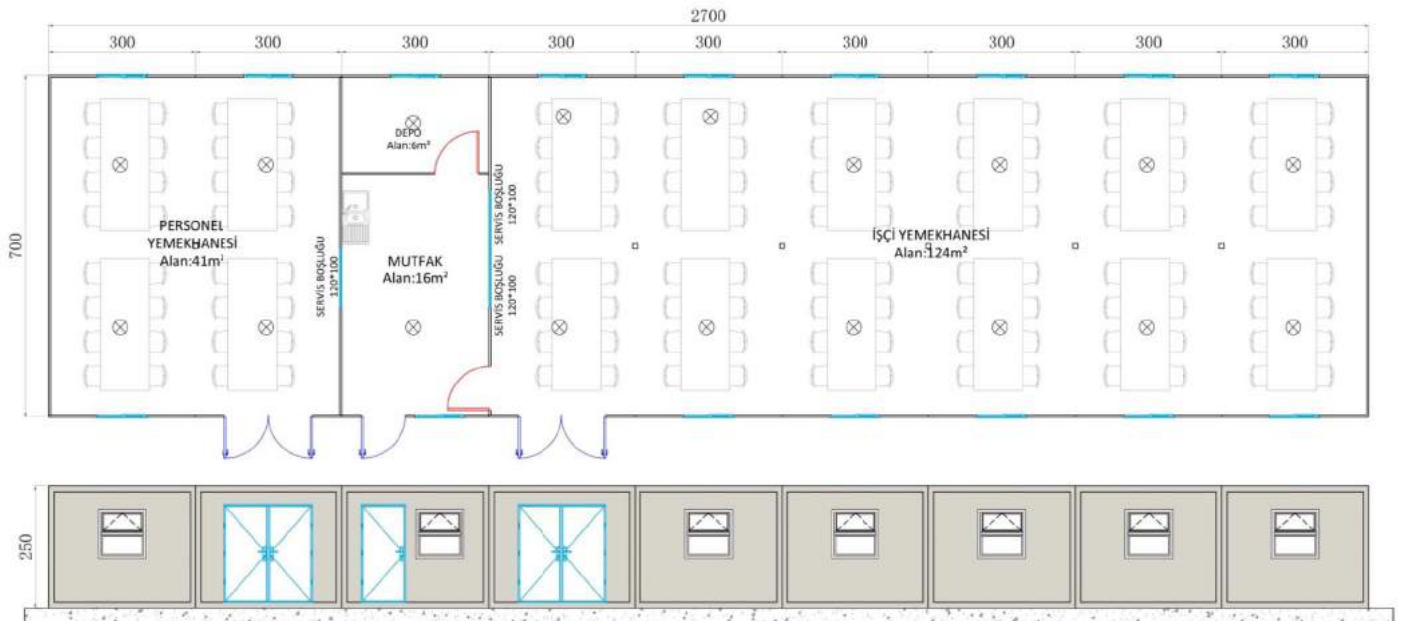 2700
300 300 300 300 300 300 300 300 300
700
DEPO
Alan:6m²
PERSONEL
YEMEKHANESİ
Alan:41m²
SERVİS BOŞLUĞU
120*100
MUTFAK
Alan:16m²
SERVİS BOŞLUĞU
120*100
SERVİS BOŞLUĞU
120*100
İŞÇİ YEMEKHANESİ
Alan:124m²
250